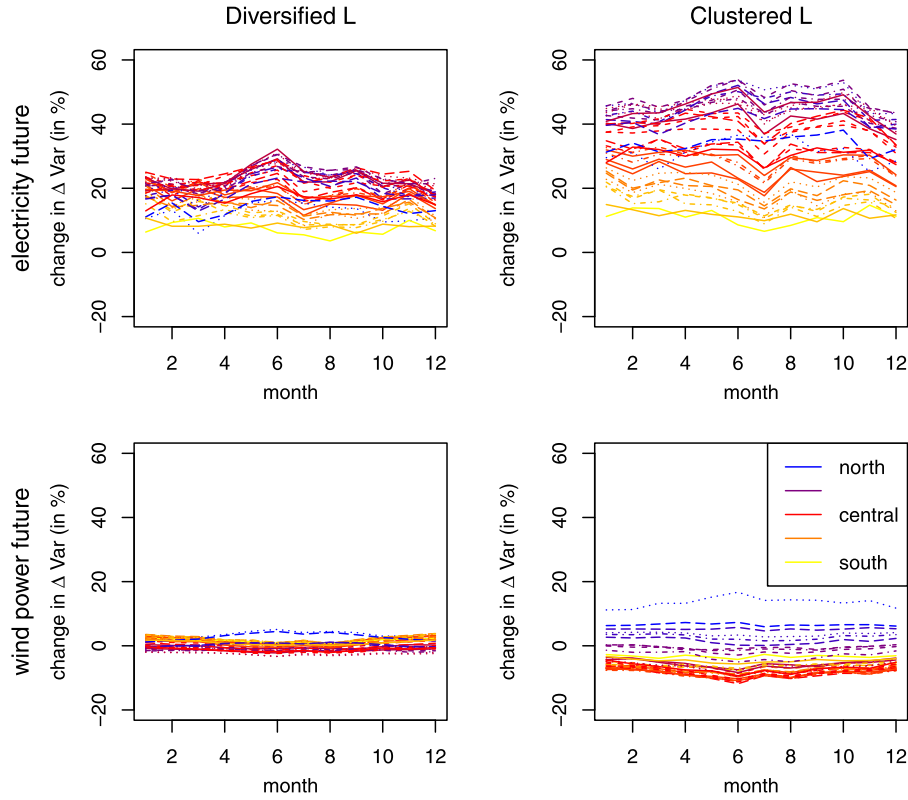 Diversified L
Clustered L
electricity future
change in Δ Var (in %)
60
40
20
0
−20
2 4 6 8 10 12
month
change in Δ Var (in %)
60
40
20
0
−20
2 4 6 8 10 12
month
wind power future
change in Δ Var (in %)
60
40
20
0
−20
2 4 6 8 10 12
month
change in Δ Var (in %)
60
40
20
0
−20
2 4 6 8 10 12
month
north
central
south